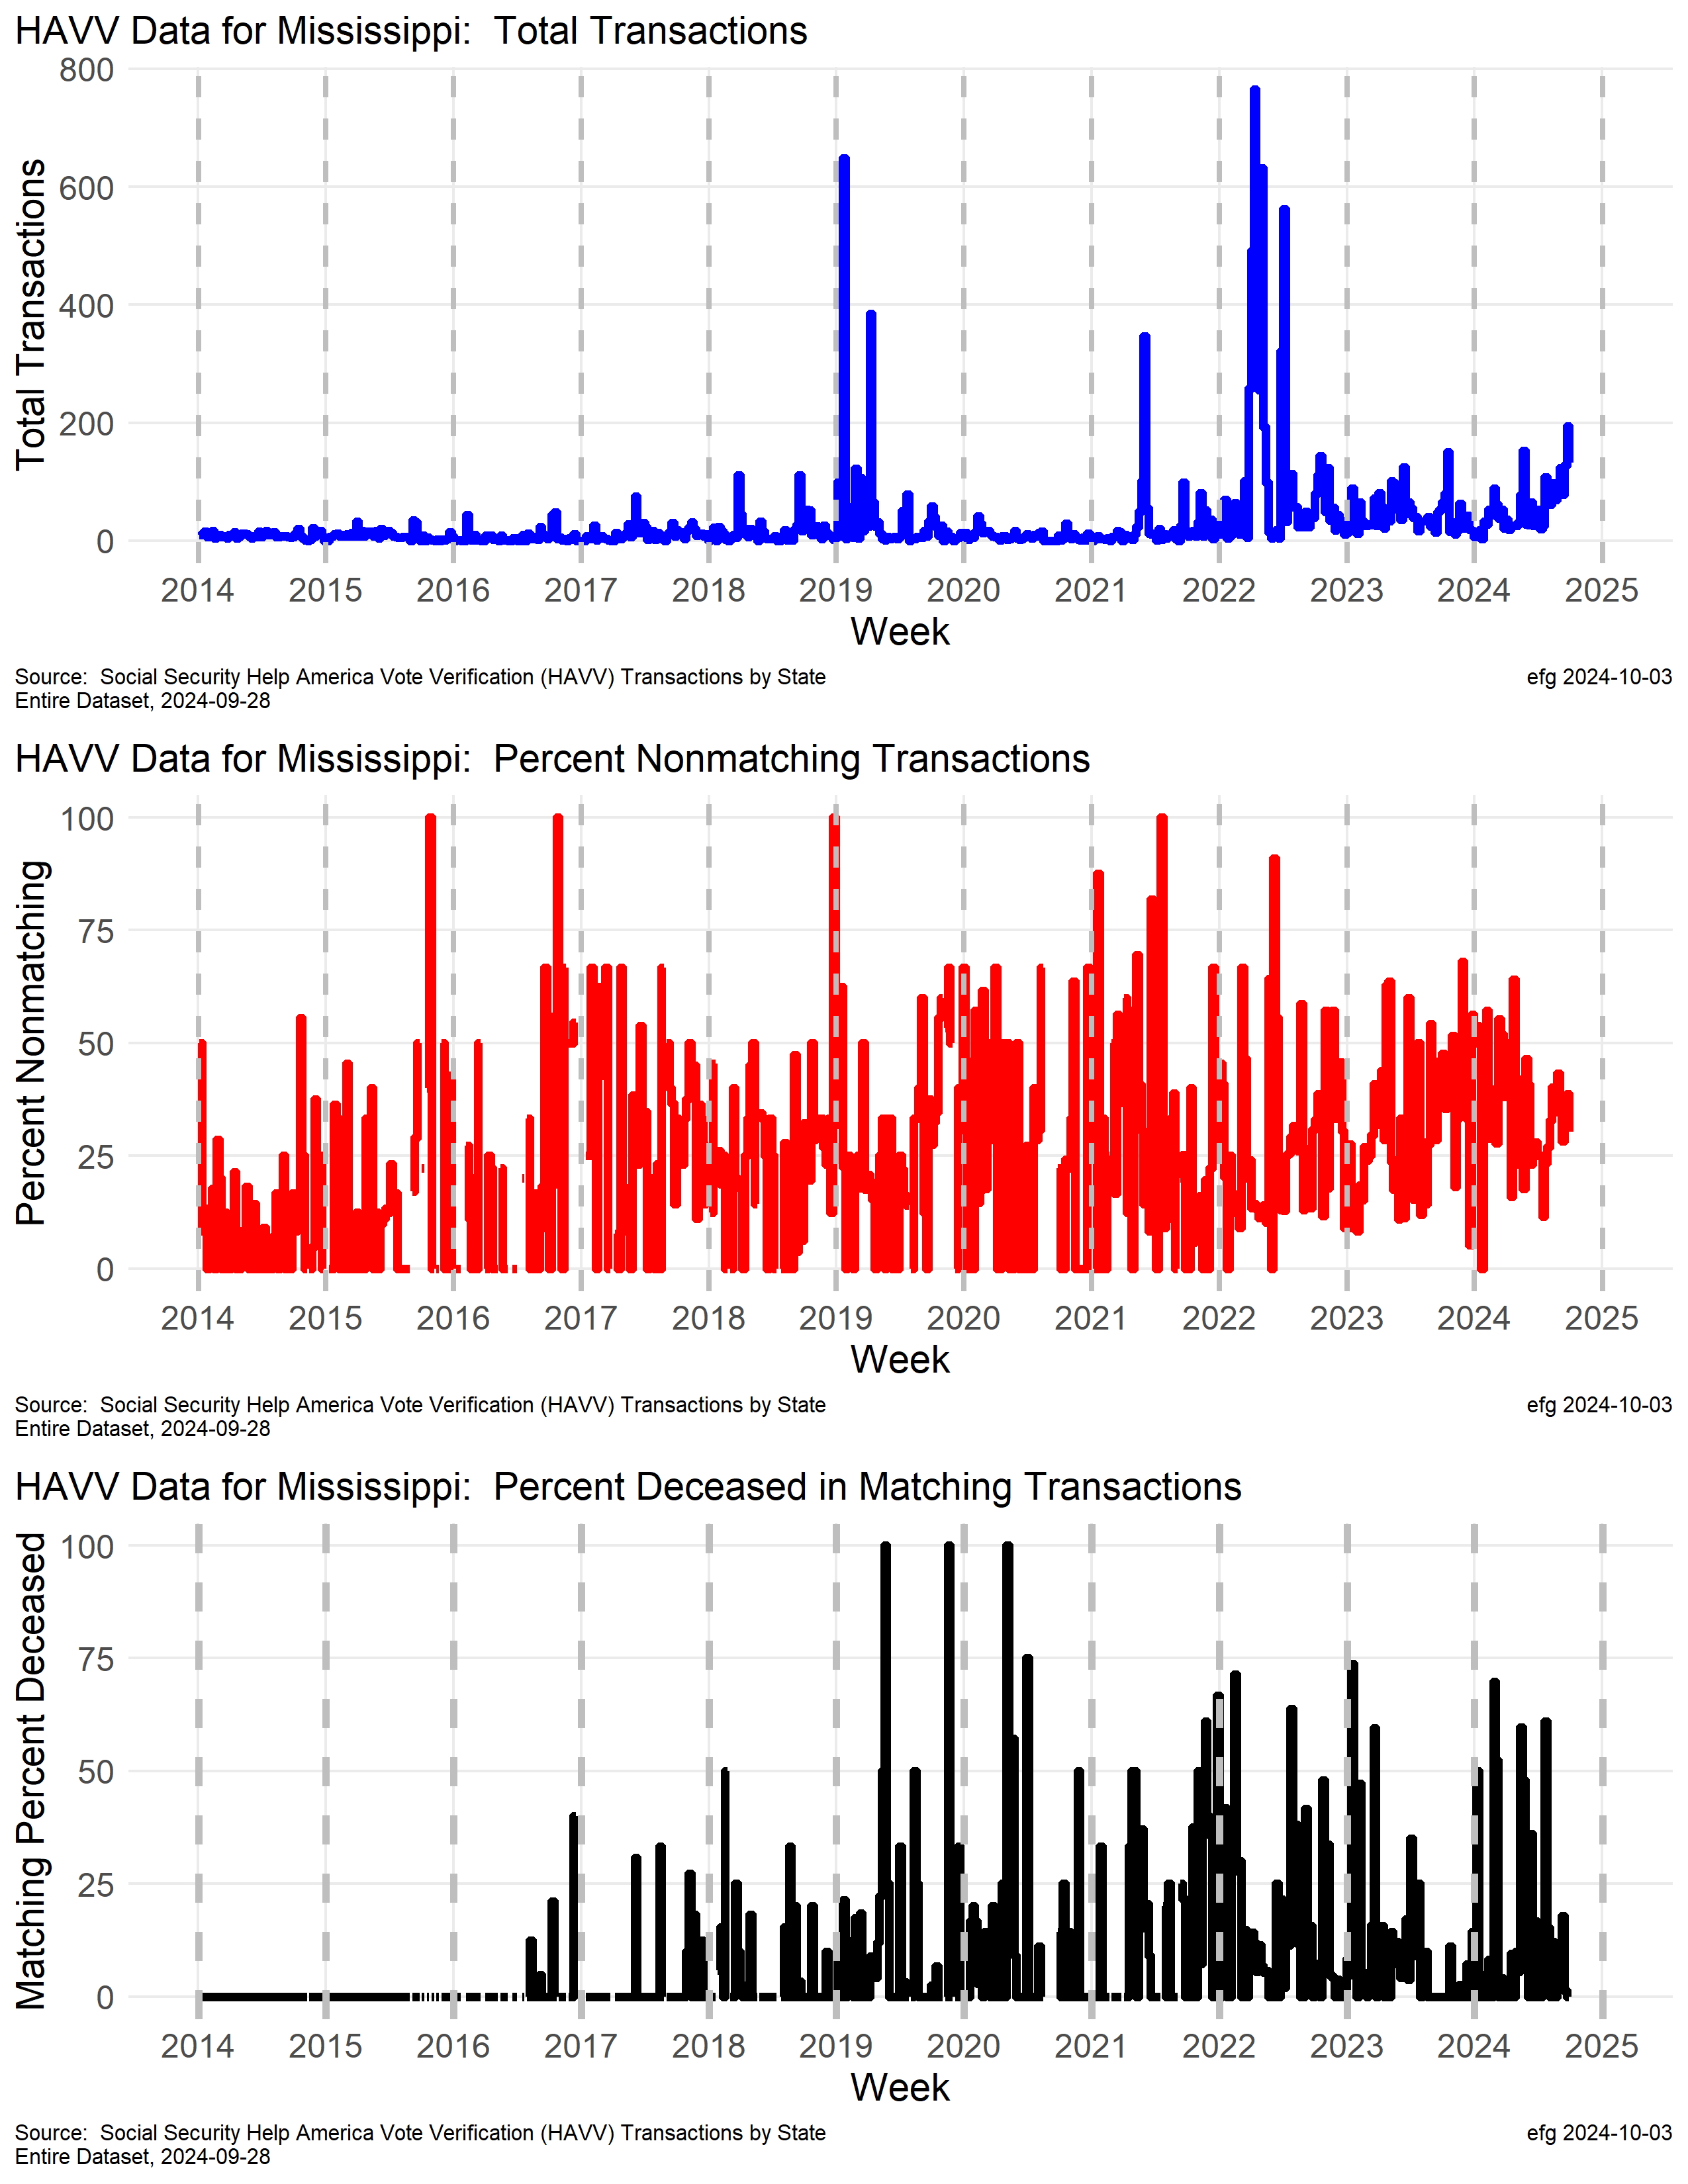 HAVV Data for Mississippi:  Total Transactions
800
600
400
200
0
Total Transactions
2014 2015 2016 2017 2018 2019 2020 2021 2022 2023 2024 2025
Week
Source:  Social Security Help America Vote Verification (HAVV) Transactions by State
Entire Dataset, 2024-09-28
efg 2024-10-03
HAVV Data for Mississippi:  Percent Nonmatching Transactions
100
75
50
25
0
Percent Nonmatching
2014 2015 2016 2017 2018 2019 2020 2021 2022 2023 2024 2025
Week
Source:  Social Security Help America Vote Verification (HAVV) Transactions by State
Entire Dataset, 2024-09-28
efg 2024-10-03
HAVV Data for Mississippi:  Percent Deceased in Matching Transactions
100
75
50
25
0
Matching Percent Deceased
2014 2015 2016 2017 2018 2019 2020 2021 2022 2023 2024 2025
Week
Source:  Social Security Help America Vote Verification (HAVV) Transactions by State
Entire Dataset, 2024-09-28
efg 2024-10-03